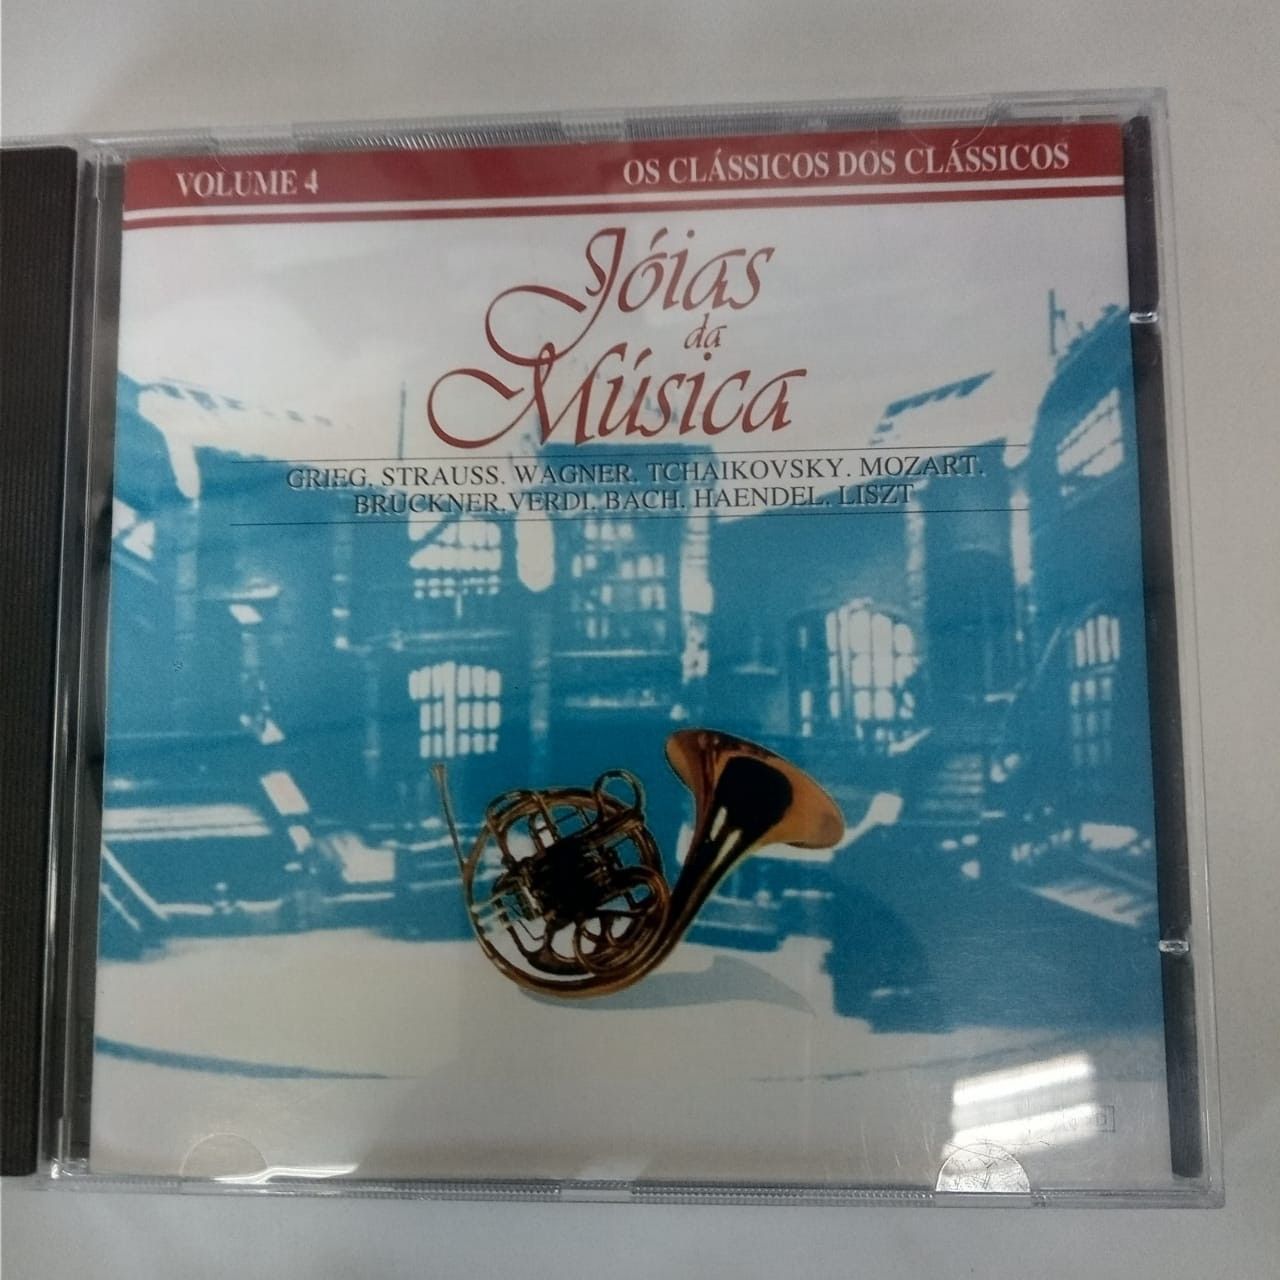 VOLUME 4
OS CLÁSSICOS DOS CLÁSSICOS
Jóias
da
Música
GRIEG. STRAUSS. WAGNER. TCHAIKOVSKY. MOZART.
BRUCKNER. VERDI. BACH. HAENDEL. LISZT